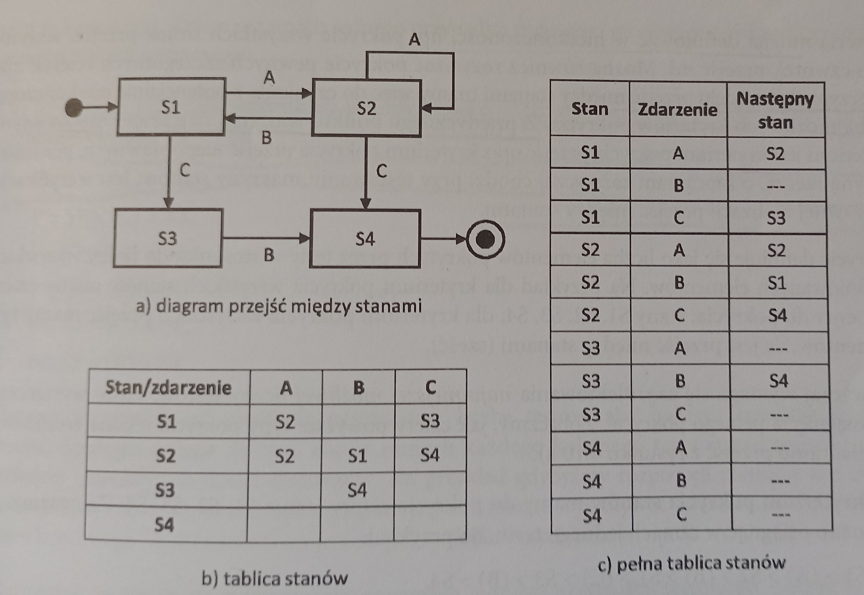 A
S1
A
S2
B
C
C
S3
B
S4
a) diagram przejść między stanami
Stan/zdarzenie A B C
S1 S2 S3
S2 S2 S1 S4
S3 S4
S4
b) tablica stanów
Stan Zdarzenie Następny stan
S1 A S2
S1 B ---
S1 C S3
S2 A S2
S2 B S1
S2 C S4
S3 A ---
S3 B S4
S3 C ---
S4 A ---
S4 B ---
S4 C ---
c) pełna tablica stanów